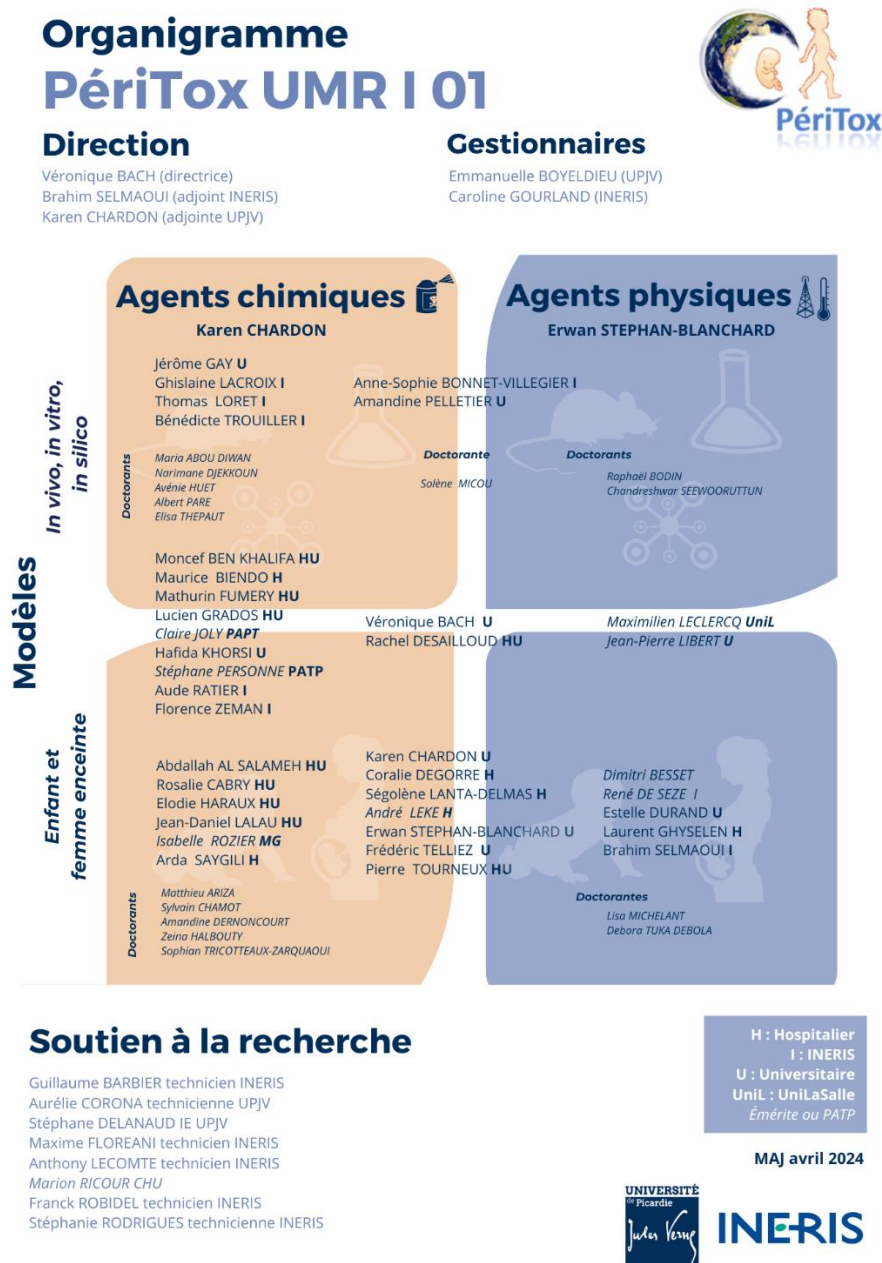 Organigramme
PériTox UMR I 01
PériTox
Direction
Véronique BACH (directrice)
Brahim SELMAOUI (adjoint INERIS)
Karen CHARDON (adjointe UPJV)
Gestionnaires
Emmanuelle BOYELDIEU (UPJV)
Caroline GOURLAND (INERIS)
Agents chimiques
Karen CHARDON
Agents physiques
Erwan STEPHAN-BLANCHARD
Modèles
In vivo, in vitro,
in silico
Jérôme GAY U
Ghislaine LACROIX I
Thomas LORET I
Bénédicte TROUILLER I
Anne-Sophie BONNET-VILLEGIER I
Amandine PELLETIER U
Doctorants
Maria ABOU DIWAN
Narimane DJEKKOUN
Avénie HUET
Albert PARE
Elisa THEPAUT
Doctorante
Solène MICOU
Doctorants
Raphaël BODIN
Chandreshwar SEEWOORUTTUN
Moncef BEN KHALIFA HU
Maurice BIENDO H
Mathurin FUMERY HU
Lucien GRADOS HU
Claire JOLY PAPT
Hafida KHORSI U
Stéphane PERSONNE PATP
Aude RATIER I
Florence ZEMAN I
Véronique BACH U
Rachel DESAILLOUD HU
Maximilien LECLERCQ UniL
Jean-Pierre LIBERT U
Enfant et
femme enceinte
Abdallah AL SALAMEH HU
Rosalie CABRY HU
Elodie HARAUX HU
Jean-Daniel LALAU HU
Isabelle ROZIER MG
Arda SAYGILI H
Karen CHARDON U
Coralie DEGORRE H
Ségolène LANTA-DELMAS H
André LEKE H
Erwan STEPHAN-BLANCHARD U
Frédéric TELLIEZ U
Pierre TOURNEUX HU
Dimitri BESSET
René DE SEZE I
Estelle DURAND U
Laurent GHYSELEN H
Brahim SELMAOUI I
Doctorants
Matthieu ARIZA
Sylvain CHAMOT
Amandine DERNONCOURT
Zeina HALBOUTY
Sophian TRICOTTEAUX-ZARQUAOUI
Doctorantes
Lisa MICHELANT
Debora TUKA DEBOLA
Soutien à la recherche
Guillaume BARBIER technicien INERIS
Aurélie CORONA technicienne UPJV
Stéphane DELANAUD IE UPJV
Maxime FLOREANI technicien INERIS
Anthony LECOMTE technicien INERIS
Marion RICOUR CHU
Franck ROBIDEL technicien INERIS
Stéphanie RODRIGUES technicienne INERIS
H : Hospitalier
I : INERIS
U : Universitaire
UniL : UniLaSalle
Émérite ou PATP
MAJ avril 2024
UNIVERSITÉ
de Picardie
Jules Verne
INERIS